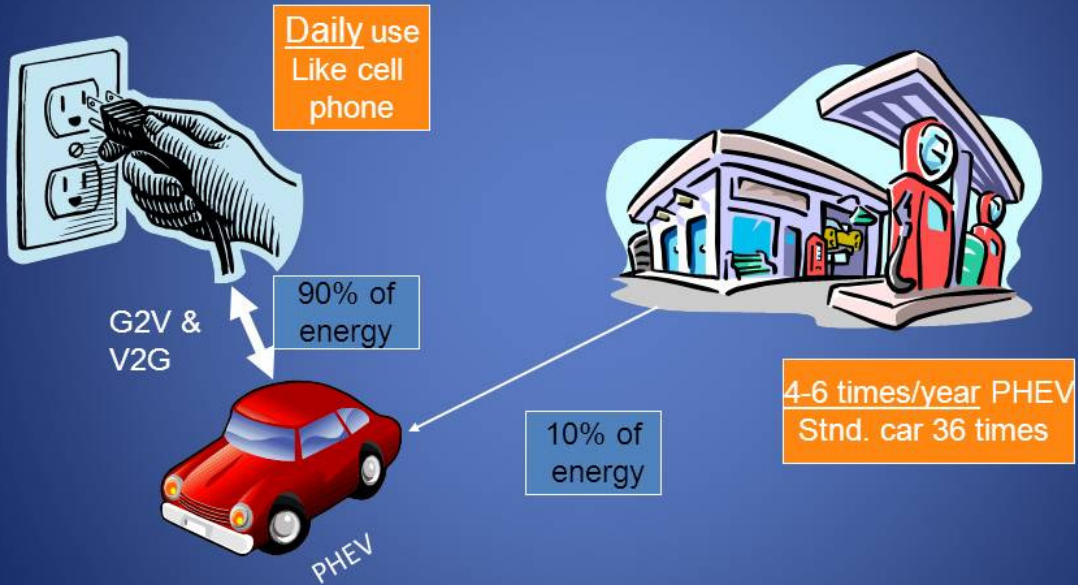 Daily use
Like cell
phone
G2V &
V2G
90% of
energy
10% of
energy
4-6 times/year PHEV
Stnd. car 36 times
PHEV